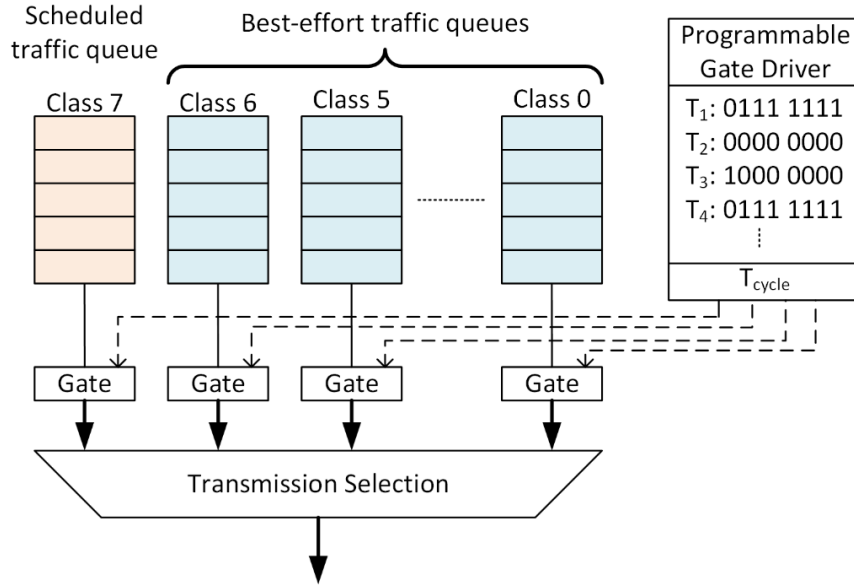 Scheduled
traffic queue
Best-effort traffic queues
Programmable
Gate Driver
Class 7
Class 6
Class 5
Class 0
T1: 0111 1111
T2: 0000 0000
T3: 1000 0000
T4: 0111 1111
Tcycle
Gate
Gate
Gate
Gate
Transmission Selection